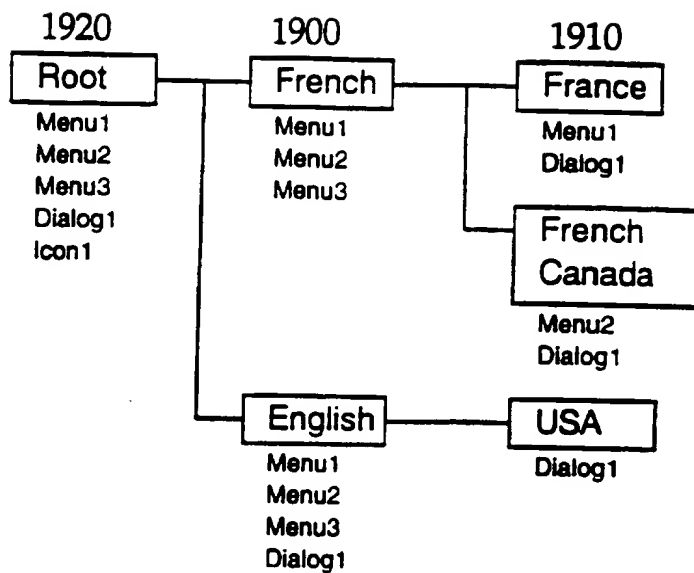 1920
Root
Menu1
Menu2
Menu3
Dialog1
Icon1
1900
French
Menu1
Menu2
Menu3
1910
France
Menu1
Dialog1
French
Canada
Menu2
Dialog1
English
Menu1
Menu2
Menu3
Dialog1
USA
Dialog1